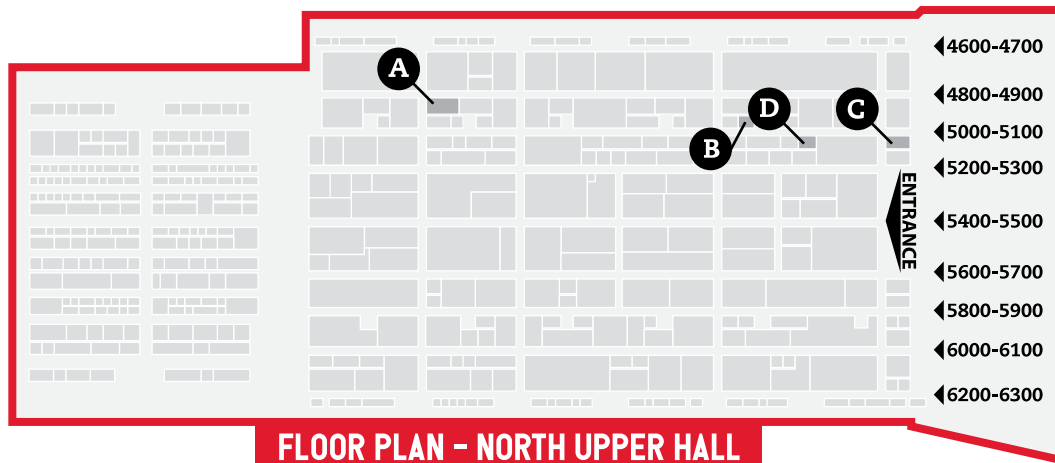 4600-4700
A
4800-4900
D
C
5000-5100
B
5200-5300
ENTRANCE
5400-5500
5600-5700
5800-5900
6000-6100
6200-6300
FLOOR PLAN - NORTH UPPER HALL